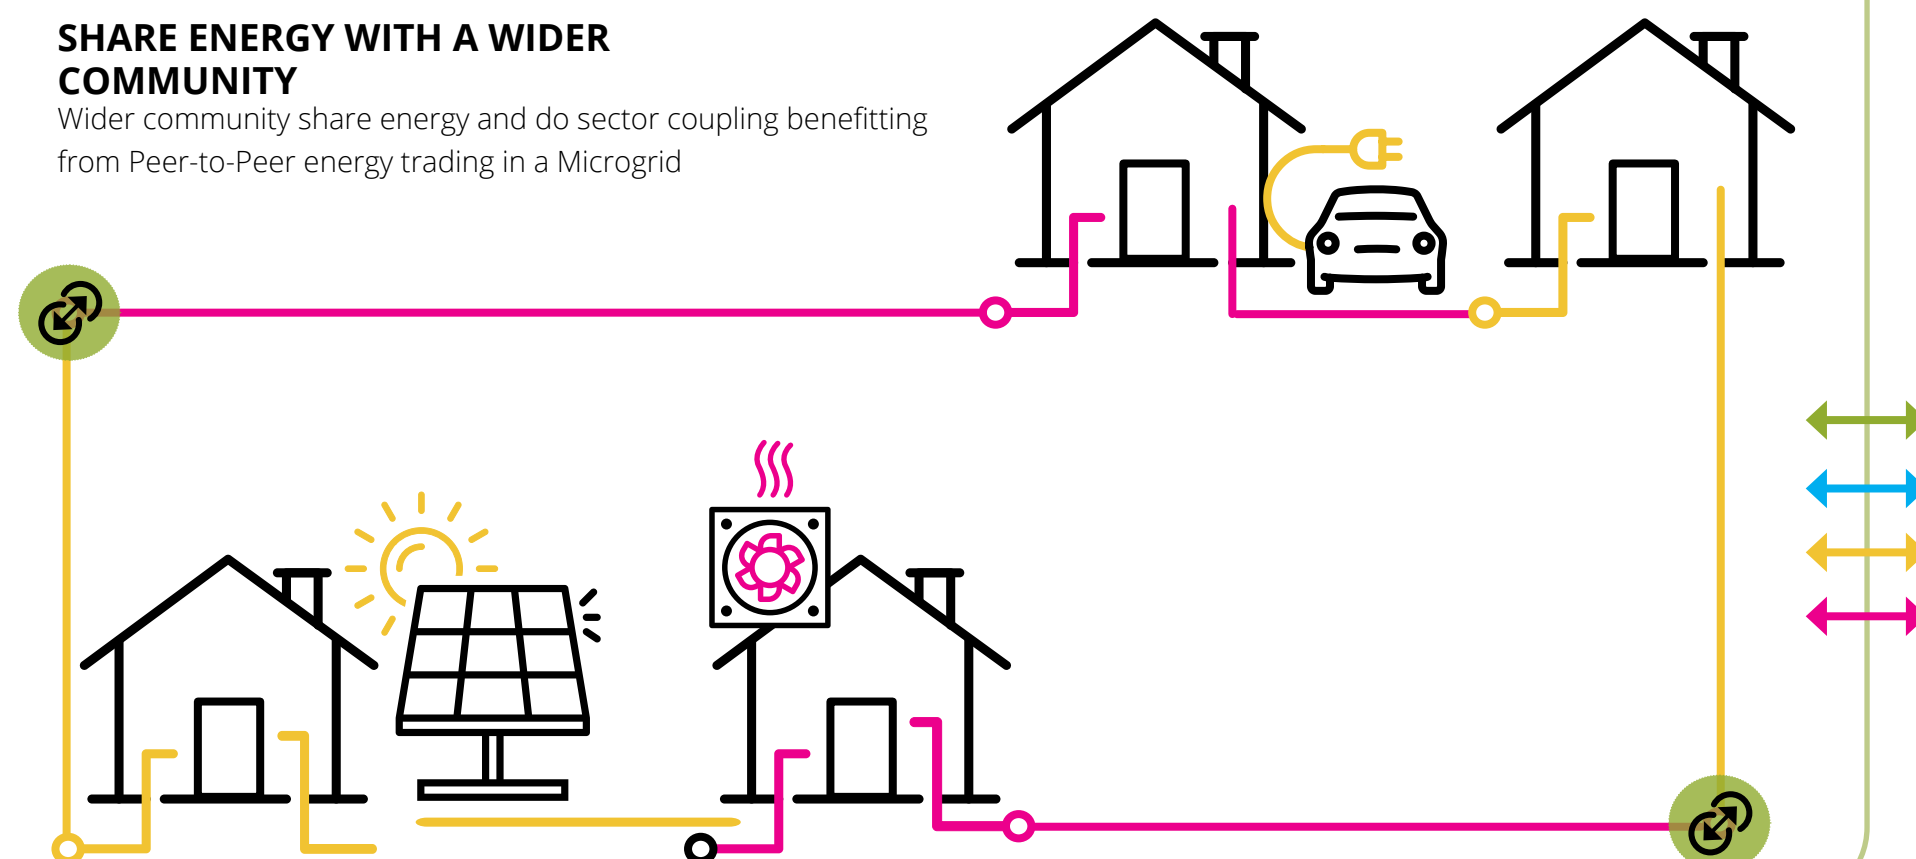 SHARE ENERGY WITH A WIDER
COMMUNITY
Wider community share energy and do sector coupling benefitting
from Peer-to-Peer energy trading in a Microgrid